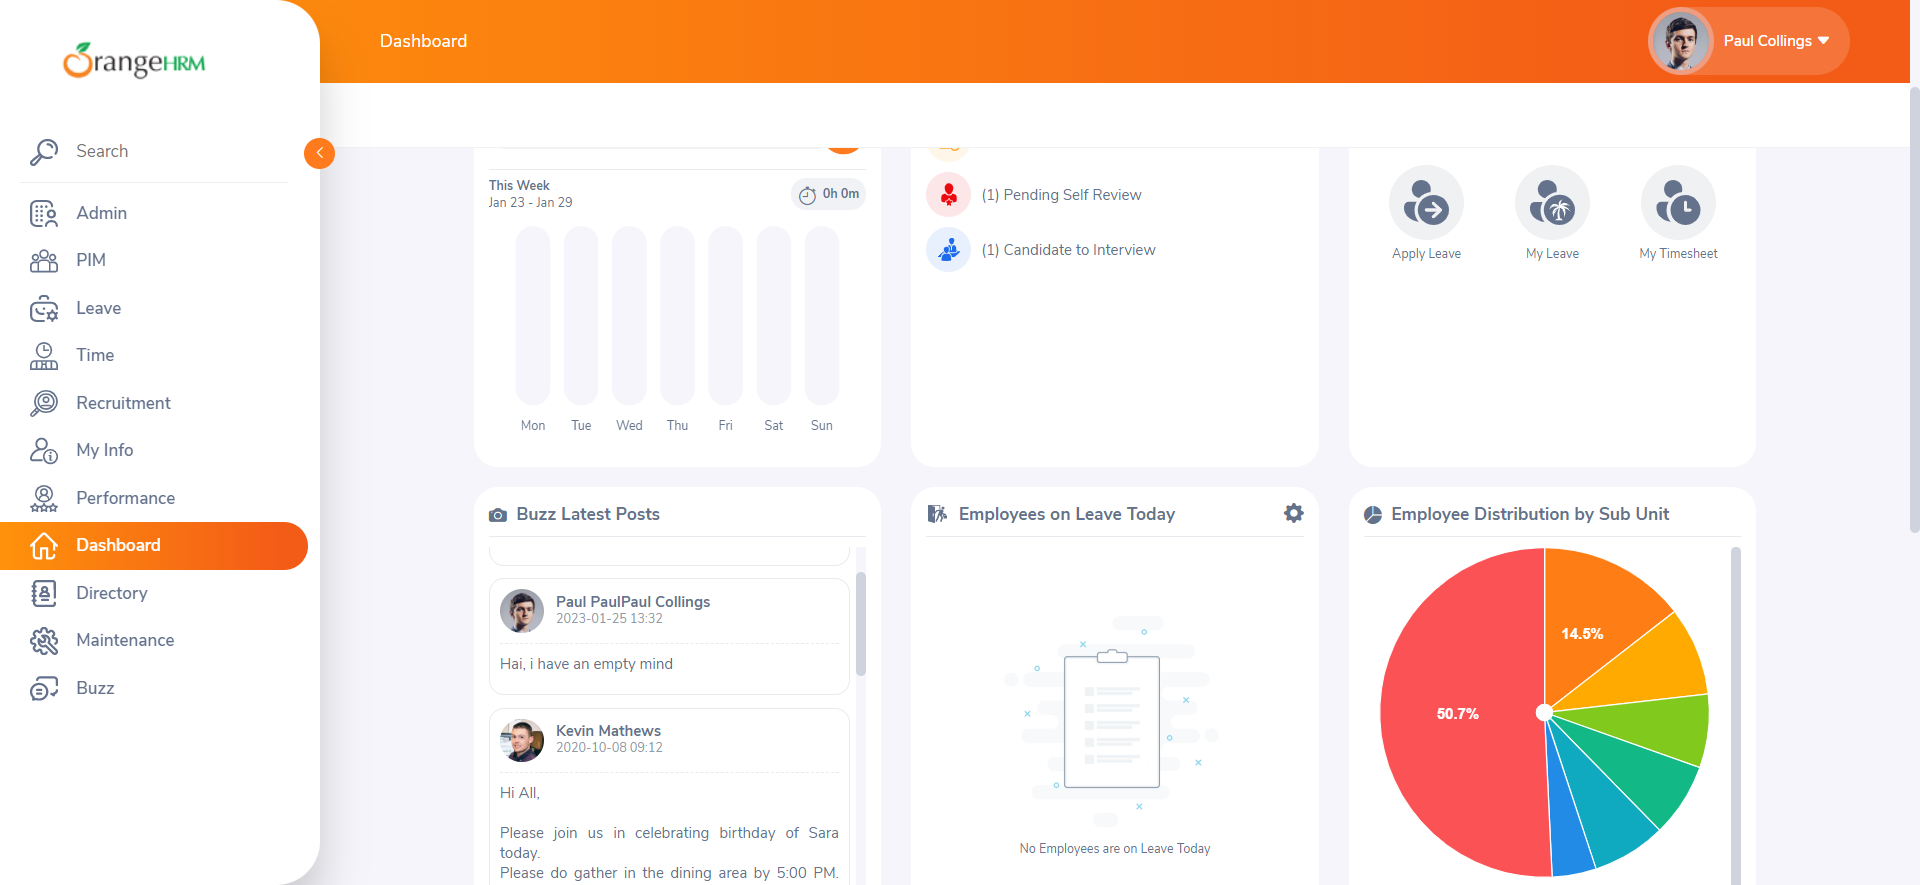 OrangeHRM
Dashboard
Paul Collings
Search
Admin
PIM
Leave
Time
Recruitment
My Info
Performance
Dashboard
Directory
Maintenance
Buzz
This Week
Jan 23 - Jan 29
0h 0m
Mon Tue Wed Thu Fri Sat Sun
(1) Pending Self Review
(1) Candidate to Interview
Apply Leave
My Leave
My Timesheet
Buzz Latest Posts
Paul PaulPaul Collings
2023-01-25 13:32
Hai, i have an empty mind
Kevin Mathews
2020-10-08 09:12
Hi All,
Please join us in celebrating birthday of Sara
today.
Please do gather in the dining area by 5:00 PM.
Employees on Leave Today
No Employees are on Leave Today
Employee Distribution by Sub Unit
14.5%
50.7%